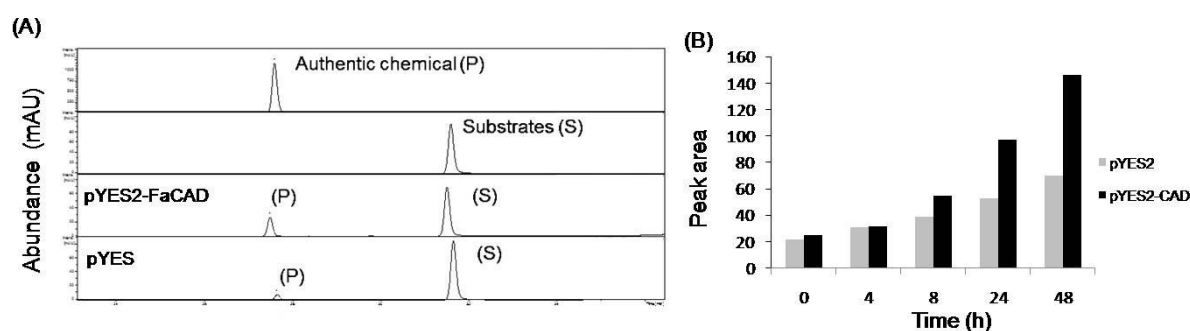 (A)
Abundance (mAU)
Authentic chemical (P)
Substrates (S)
pYES2-FaCAD
(P)
(S)
pYES
(P)
(S)
(B)
Peak area
160
140
120
100
80
60
40
20
0
0 4 8 24 48
Time (h)
pYES2
pYES2-CAD